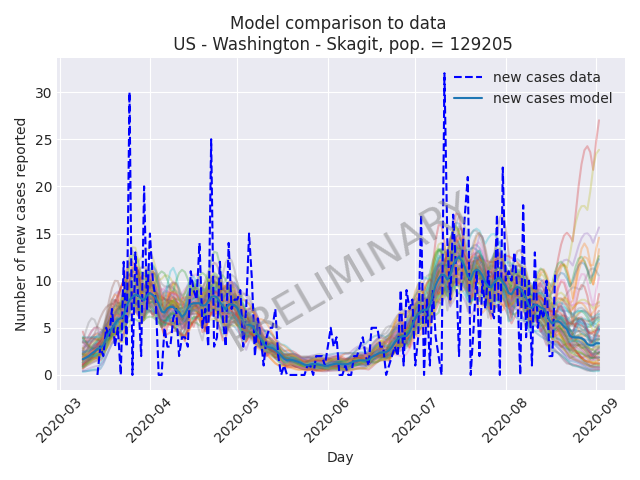 Model comparison to data
US - Washington - Skagit, pop. = 129205
new cases data
new cases model
PRELIMINARY
Number of new cases reported
30
25
20
15
10
5
0
2020-03
2020-04
2020-05
2020-06
2020-07
2020-08
2020-09
Day